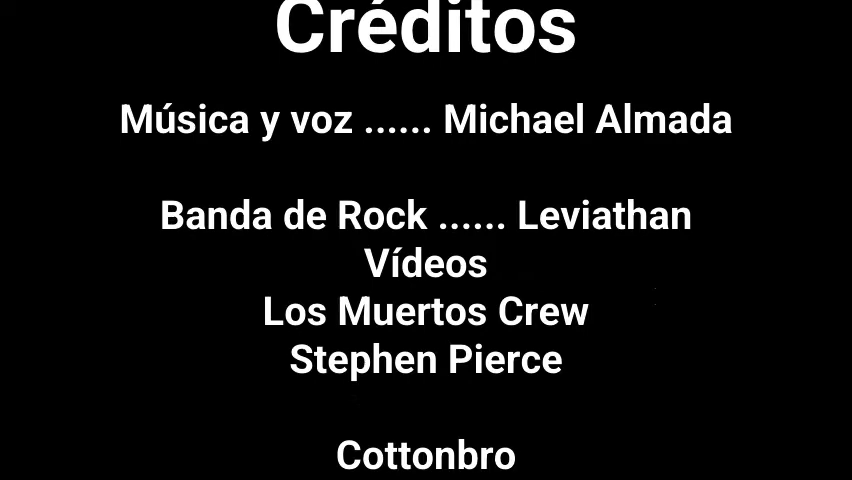 Créditos
Música y voz ...... Michael Almada
Banda de Rock ...... Leviathan
Vídeos
Los Muertos Crew
Stephen Pierce
Cottonbro